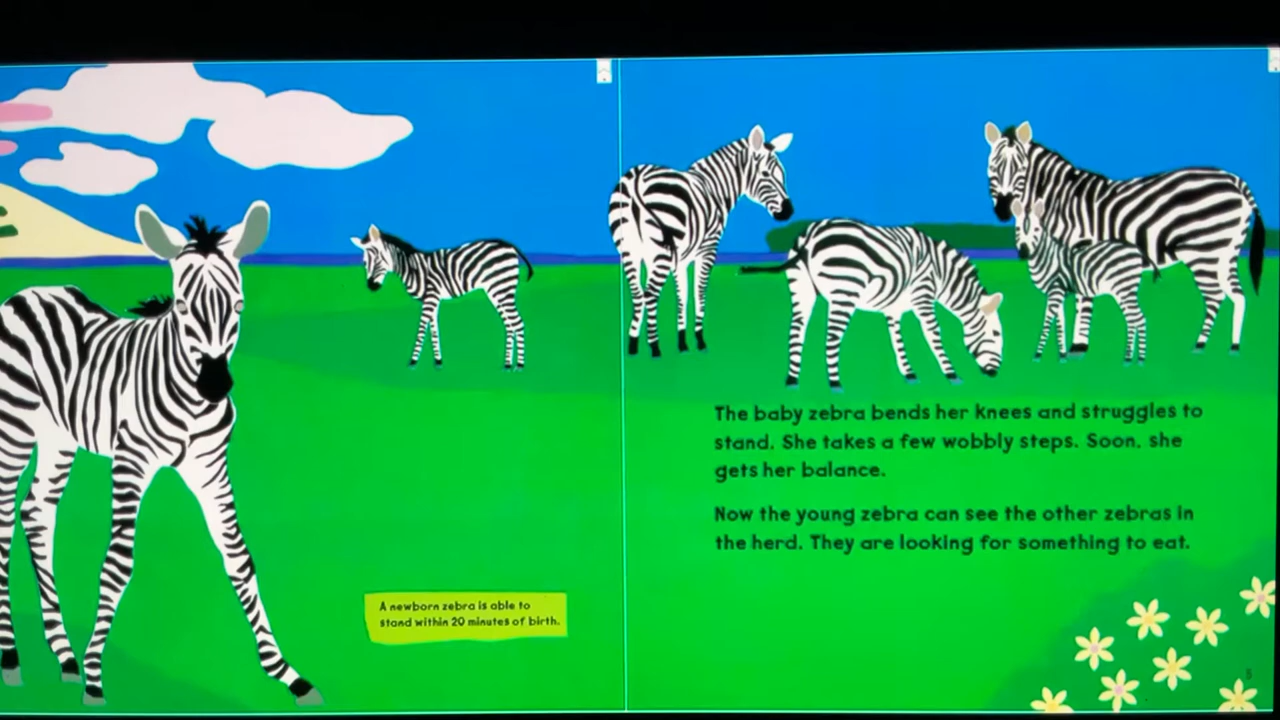 A newborn zebra is able to
stand within 20 minutes of birth.
The baby zebra bends her knees and struggles to
stand. She takes a few wobbly steps. Soon, she
gets her balance.
Now the young zebra can see the other zebras in
the herd. They are looking for something to eat.